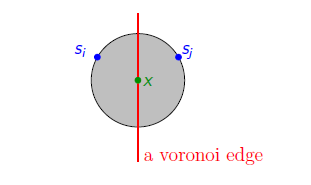 s_i s_j
x
a voronoi edge